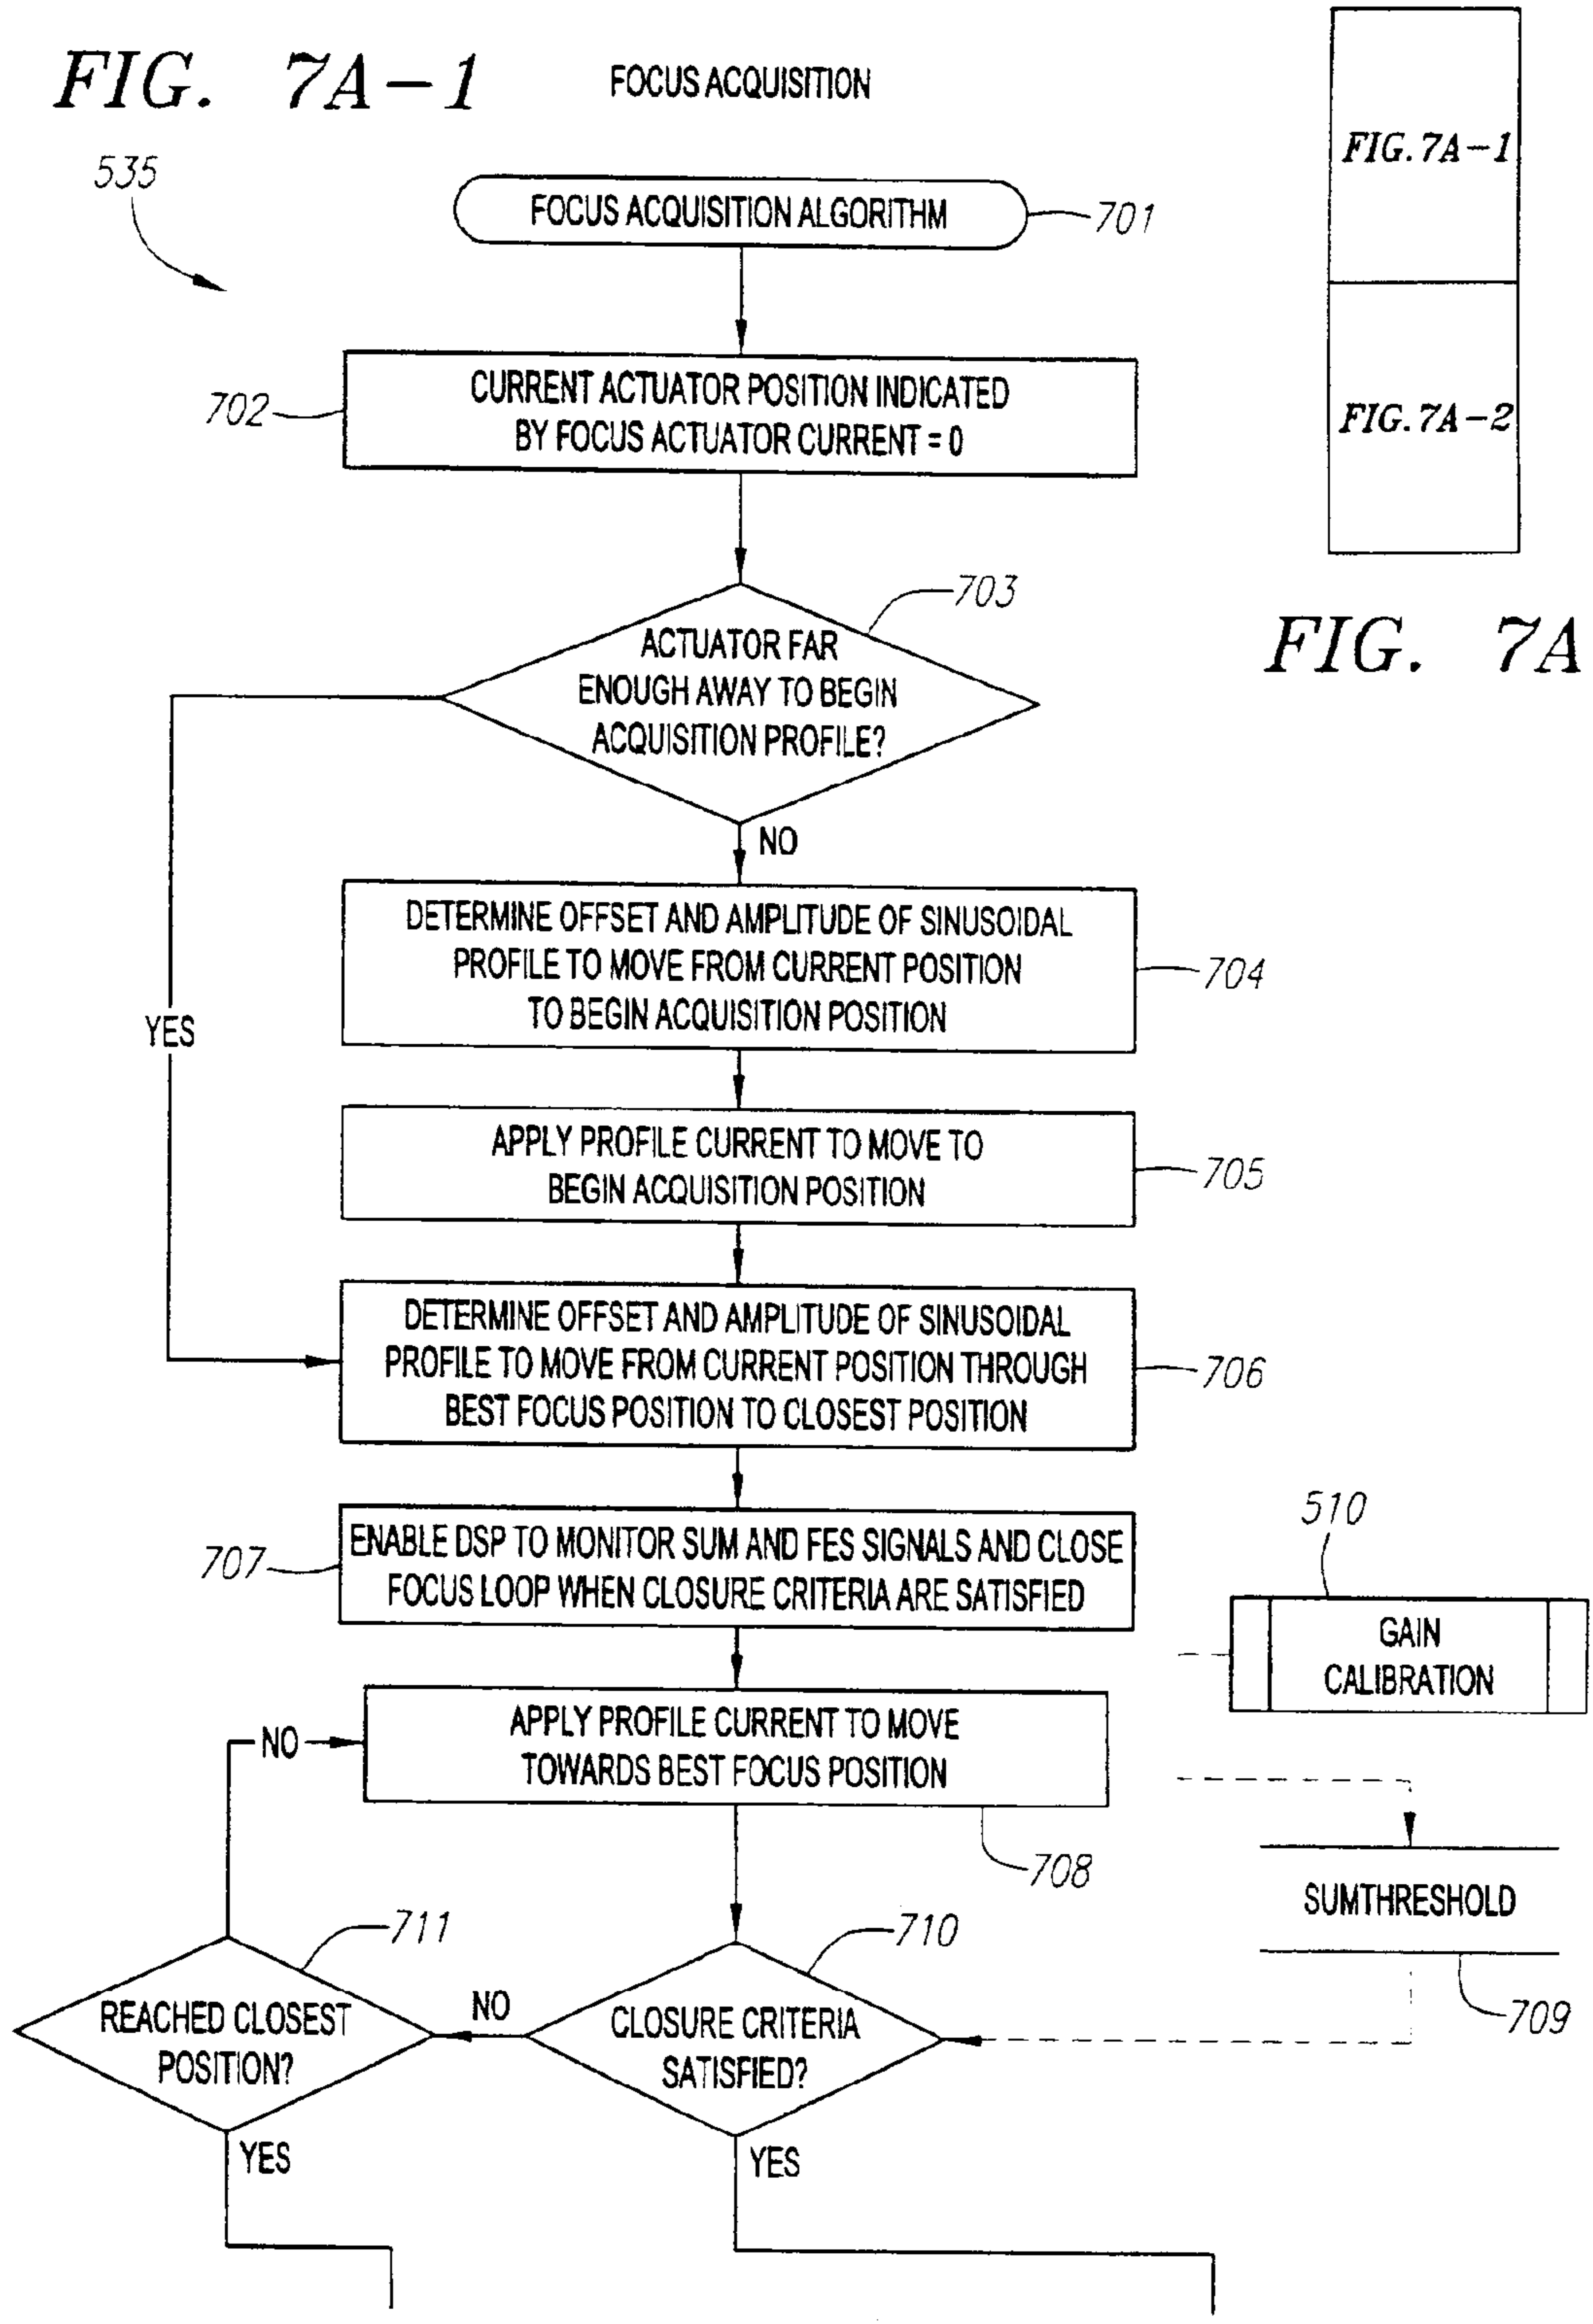 FIG. 7A-1
FOCUS ACQUISITION
FIG. 7A-1
FIG. 7A-2
FIG. 7A
535
FOCUS ACQUISITION ALGORITHM
701
CURRENT ACTUATOR POSITION INDICATED
BY FOCUS ACTUATOR CURRENT = 0
702
703
ACTUATOR FAR
ENOUGH AWAY TO BEGIN
ACQUISITION PROFILE?
NO
YES
DETERMINE OFFSET AND AMPLITUDE OF SINUSOIDAL
PROFILE TO MOVE FROM CURRENT POSITION
TO BEGIN ACQUISITION POSITION
704
APPLY PROFILE CURRENT TO MOVE TO
BEGIN ACQUISITION POSITION
705
DETERMINE OFFSET AND AMPLITUDE OF SINUSOIDAL
PROFILE TO MOVE FROM CURRENT POSITION THROUGH
BEST FOCUS POSITION TO CLOSEST POSITION
706
ENABLE DSP TO MONITOR SUM AND FES SIGNALS AND CLOSE
FOCUS LOOP WHEN CLOSURE CRITERIA ARE SATISFIED
707
510
GAIN
CALIBRATION
NO
APPLY PROFILE CURRENT TO MOVE
TOWARDS BEST FOCUS POSITION
708
SUMTHRESHOLD
709
711
REACHED CLOSEST
POSITION?
NO
710
CLOSURE CRITERIA
SATISFIED?
YES
YES